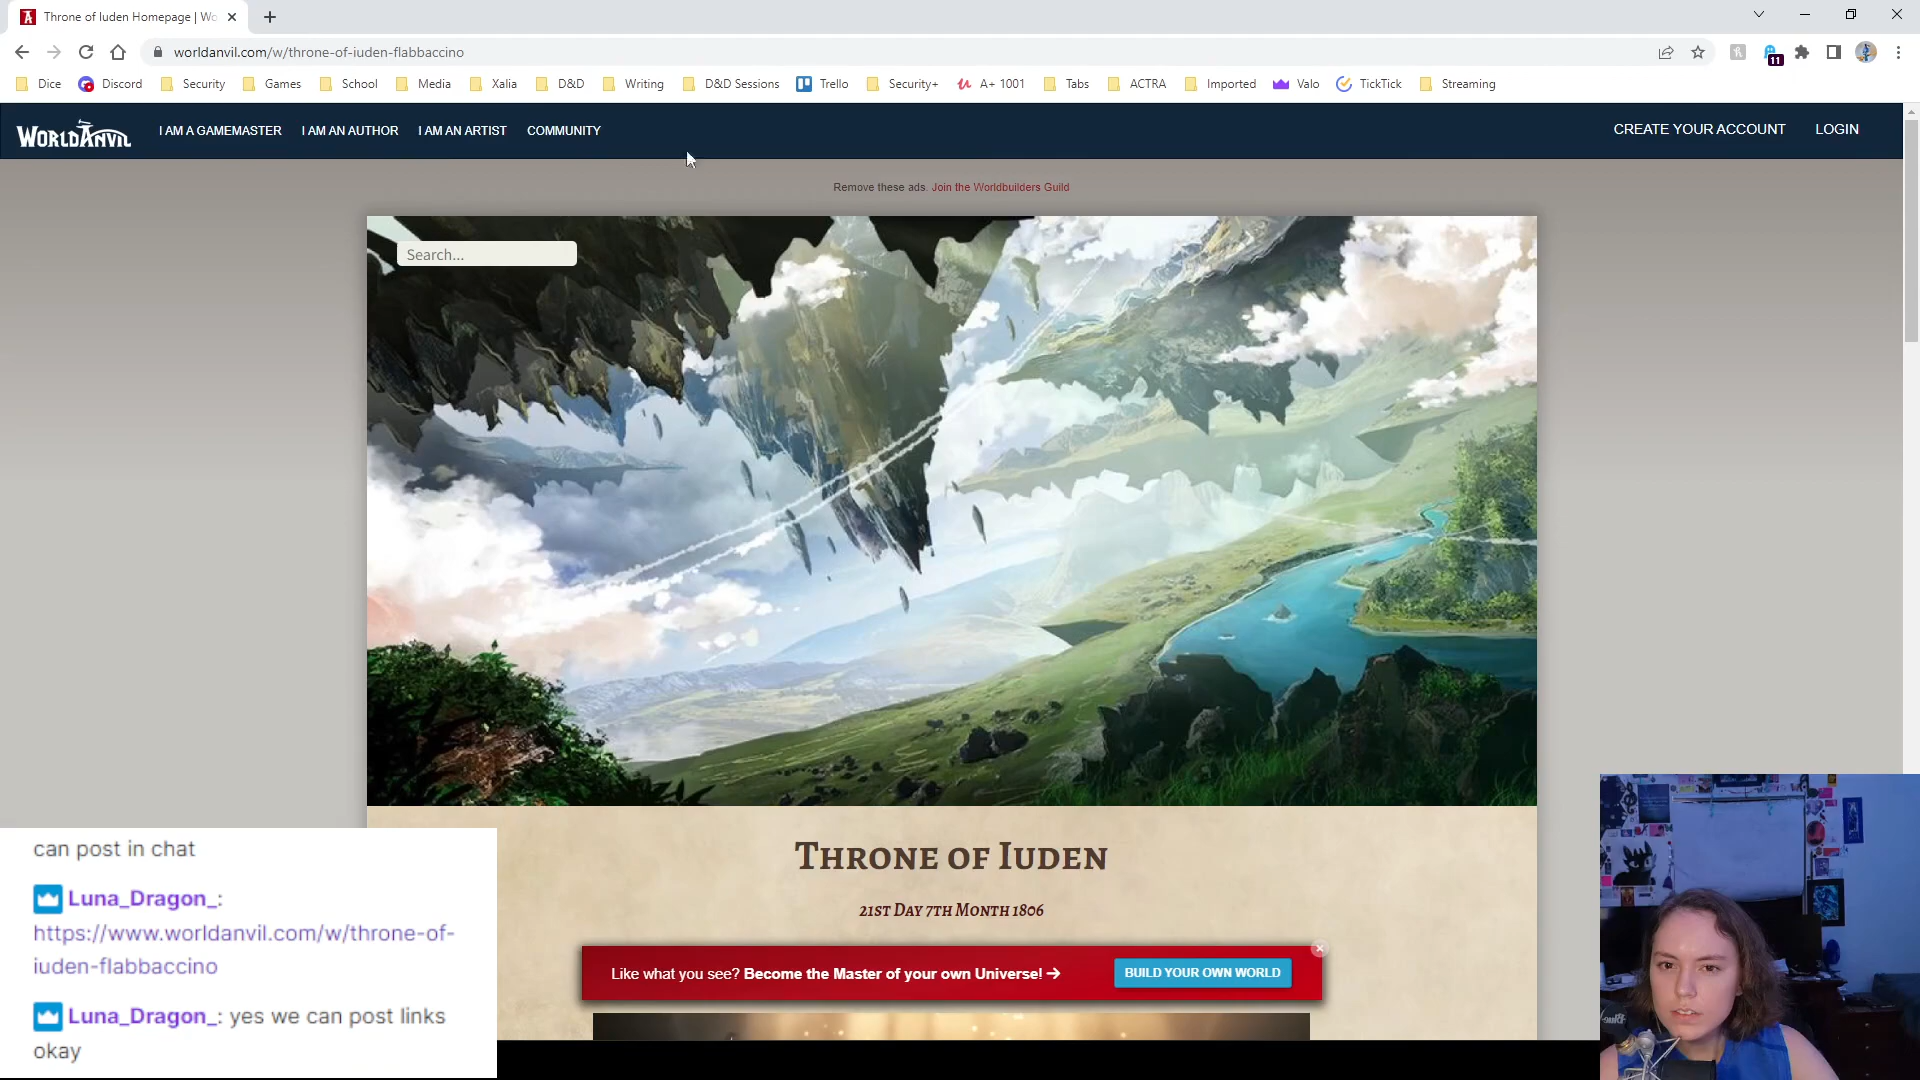 Throne of Iuden Homepage | Wo
worldanvil.com/w/throne-of-iuden-flabbaccino
11
Dice Discord Security Games School Media Xalia D&D Writing D&D Sessions Trello Security+ A+ 1001 Tabs ACTRA Imported Valo TickTick Streaming
WORLDANVIL I AM A GAMEMASTER I AM AN AUTHOR I AM AN ARTIST COMMUNITY CREATE YOUR ACCOUNT LOGIN
Remove these ads. Join the Worldbuilders Guild
Search...
THRONE OF IUDEN
21ST DAY 7TH MONTH 1806
Like what you see? Become the Master of your own Universe! → BUILD YOUR OWN WORLD
can post in chat
Luna_Dragon_:
https://www.worldanvil.com/w/throne-of-
iuden-flabbaccino
Luna_Dragon_: yes we can post links
okay